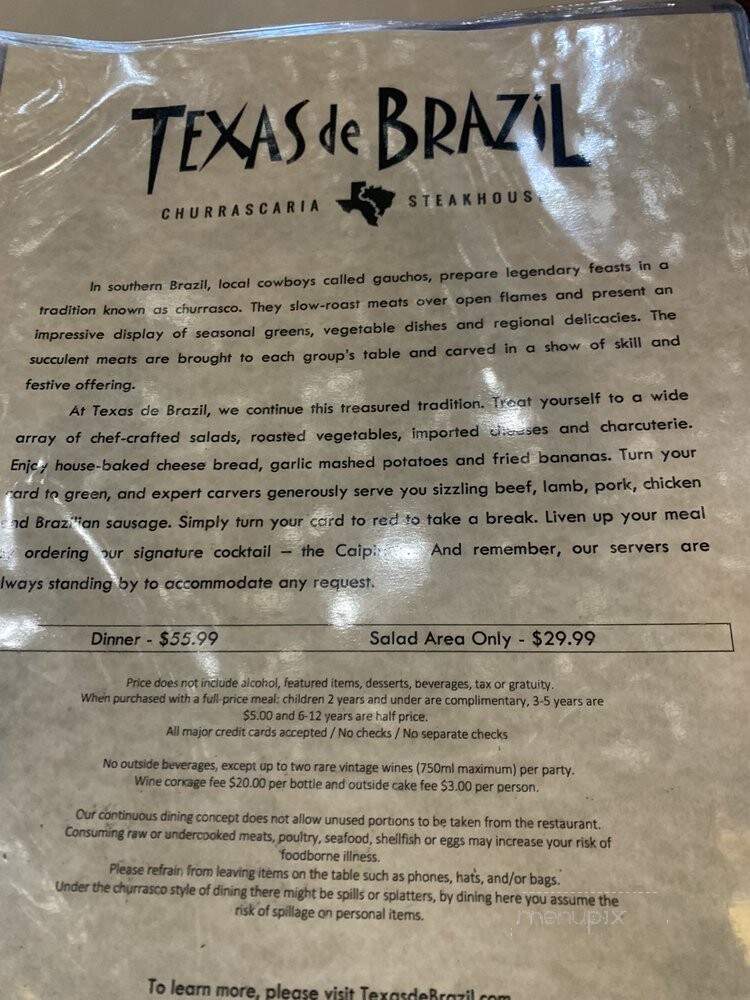 TEXAS de BRAZIL
CHURRASCARIA STEAKHOUS
In southern Brazil, local cowboys called gauchos, prepare legendary feasts in a
tradition known as churrasco. They slow-roast meats over open flames and present an
impressive display of seasonal greens, vegetable dishes and regional delicacies. The
succulent meats are brought to each group's table and carved in a show of skill and
festive offering.
At Texas de Brazil, we continue this treasured tradition. Treat yourself to a wide
array of chef-crafted salads, roasted vegetables, imported cheeses and charcuterie.
Enjoy house-baked cheese bread, garlic mashed potatoes and fried bananas. Turn your
card to green, and expert carvers generously serve you sizzling beef, lamb, pork, chicken
and Brazilian sausage. Simply turn your card to red to take a break. Liven up your meal
ordering our signature cocktail – the And remember, our servers are
lways standing by to accommodate any request.
Dinner - $55.99 Salad Area Only - $29.99
Price does not include alcohol, featured items, desserts, beverages, tax or gratuity.
When purchased with a full-price meal: children 2 years and under are complimentary, 3-5 years are
$5.00 and 6-12 years are half price.
All major credit cards accepted / No checks / No separate checks
No outside beverages, except up to two rare vintage wines (750ml maximum) per party.
Wine corkage fee $20.00 per bottle and outside cake fee $3.00 per person.
Our continuous dining concept does not allow unused portions to be taken from the restaurant.
Consuming raw or undercooked meats, poultry, seafood, shellfish or eggs may increase your risk of
foodborne illness.
Please refrain from leaving items on the table such as phones, hats, and/or bags.
Under the churrasco style of dining there might be spills or splatters, by dining here you assume the
risk of spillage on personal items.
menupix
To learn more, please visit TexasdeBrazil.com